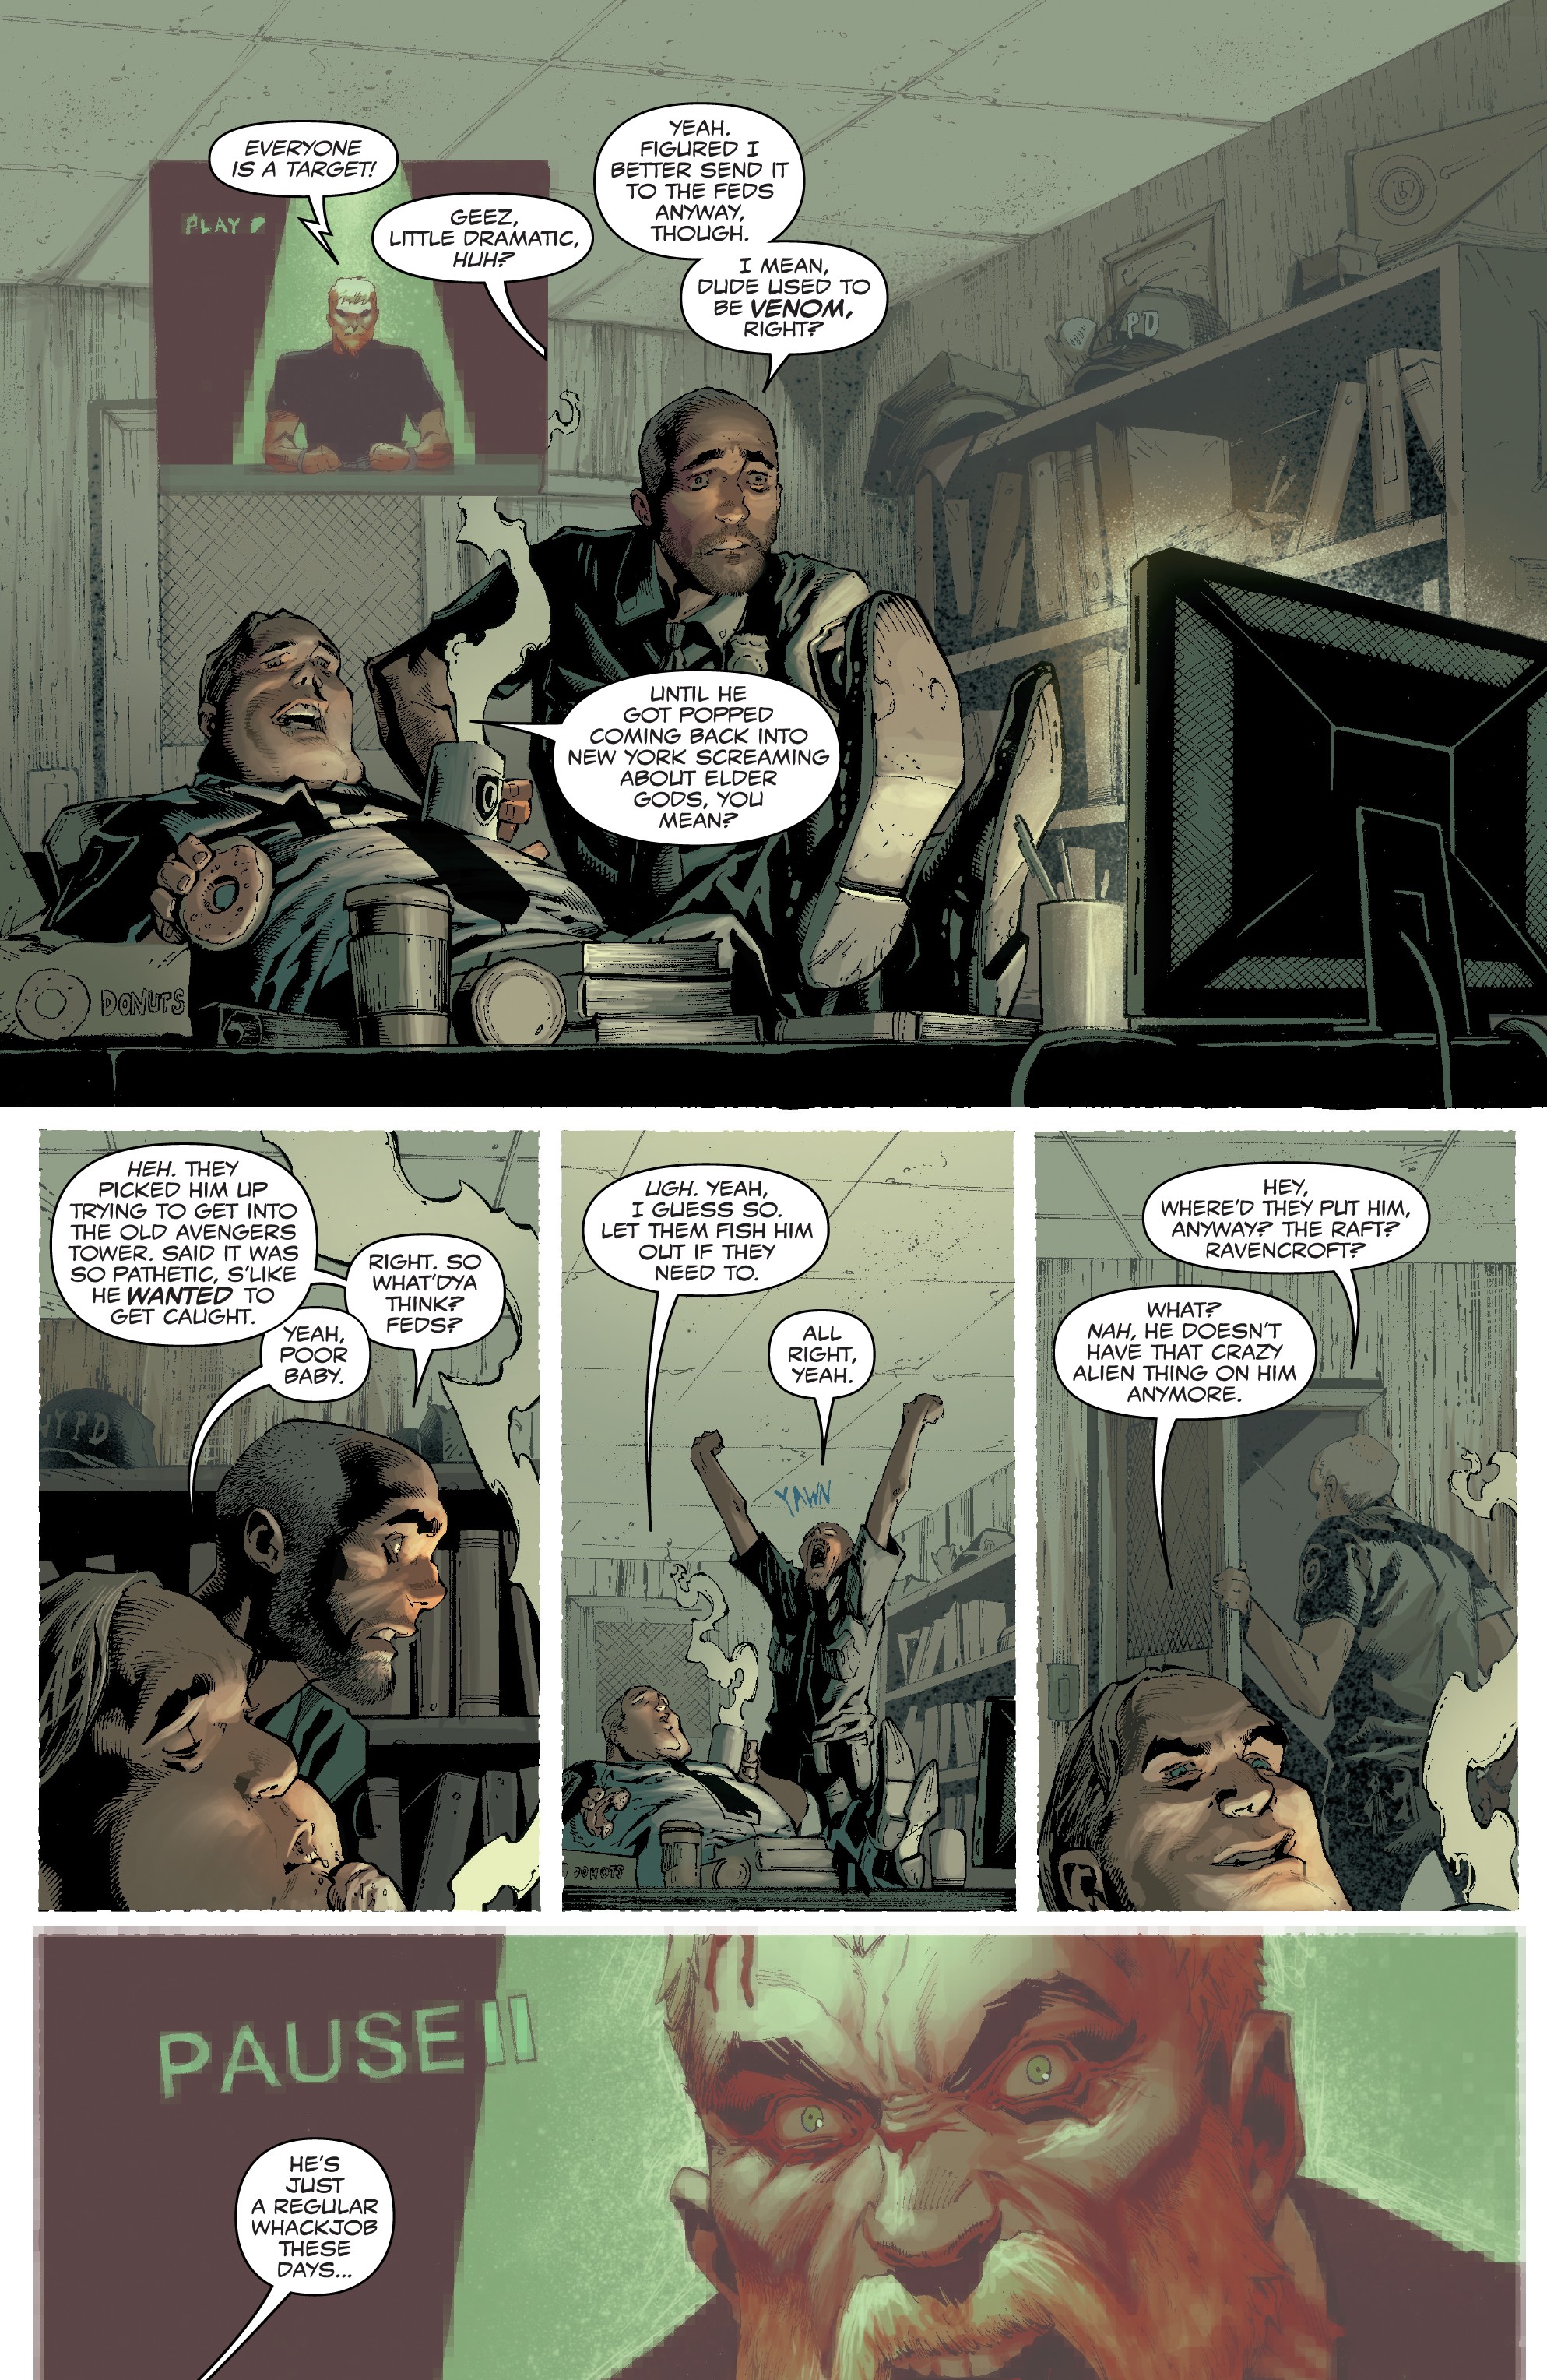 EVERYONE
IS A TARGET!
PLAY
GEEZ,
LITTLE DRAMATIC,
HUH?
YEAH.
FIGURED I
BETTER SEND IT
TO THE FEDS
ANYWAY,
THOUGH.
I MEAN,
DUDE USED TO
BE VENOM,
RIGHT?
PD
UNTIL HE
GOT POPPED
COMING BACK INTO
NEW YORK SCREAMING
ABOUT ELDER
GODS, YOU
MEAN?
DONUTS
HEH. THEY
PICKED HIM UP
TRYING TO GET INTO
THE OLD AVENGERS
TOWER. SAID IT WAS
SO PATHETIC, S'LIKE
HE WANTED TO
GET CAUGHT.
YEAH,
POOR
BABY.
RIGHT. SO
WHAT'DYA
THINK?
FEDS?
NYPD
UGH. YEAH,
I GUESS SO.
LET THEM FISH HIM
OUT IF THEY
NEED TO.
ALL
RIGHT,
YEAH.
YAWN
DONUTS
HEY,
WHERE'D THEY PUT HIM,
ANYWAY? THE RAFT?
RAVENCROFT?
WHAT?
NAH, HE DOESN'T
HAVE THAT CRAZY
ALIEN THING ON HIM
ANYMORE.
PAUSE
HE'S
JUST
A REGULAR
WHACKJOB
THESE
DAYS...